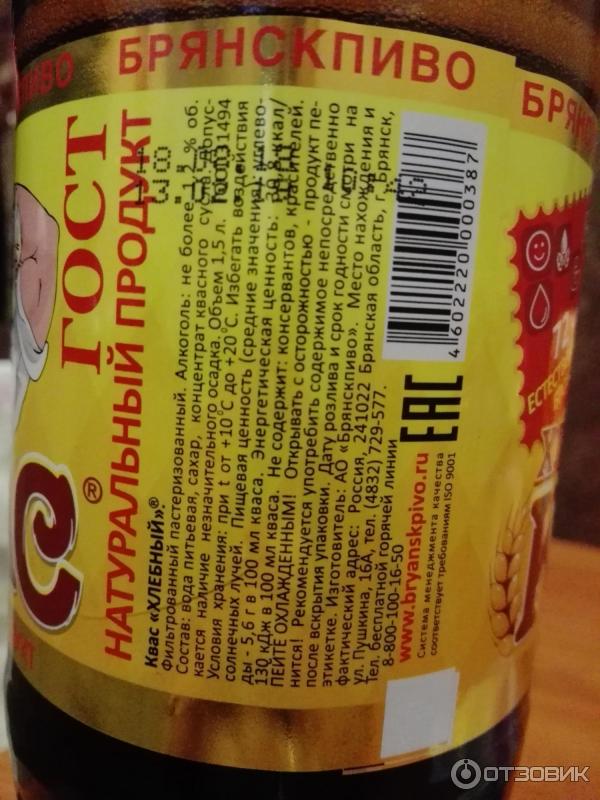 ПИВО
БРЯНСКПИВО
БРЯН
ГОСТ
НАТУРАЛЬНЫЙ ПРОДУКТ
С®
Квас «ХЛЕБНЫЙ».
Фильтрованный пастеризованный. Алкоголь: не более % об.
Состав: вода питьевая, сахар, концентрат квасного сусла. Допус-
кается наличие незначительного осадка. Объем 1,5 л.
Условия хранения: при t от +10°С до +20°С. Избегать воздействия
солнечных лучей. Пищевая ценность (средние значения): углево-
ды - 5,6 г в 100 мл кваса. Энергетическая ценность: ккал/
130 кДж в 100 мл кваса. Не содержит: консервантов, красителей.
ПЕЙТЕ ОХЛАЖДЕННЫМ! Открывать с осторожностью - продукт пе-
нится! Рекомендуется употребить содержимое непосредственно
после вскрытия упаковки. Дату розлива и срок годности смотри на
этикетке. Изготовитель: АО «Брянскпиво». Место нахождения и
фактический адрес: Россия, 241022 Брянская область, г. Брянск,
ул. Пушкина, 16А, тел. (4832) 729-577.
Тел. бесплатной горячей линии
8-800-100-16-50
www.bryanskpivo.ru
Система менеджмента качества
соответствует требованиям ISO 9001
EAC
4 602220 000387
ЕСТЕСТ
ОТЗОВИК